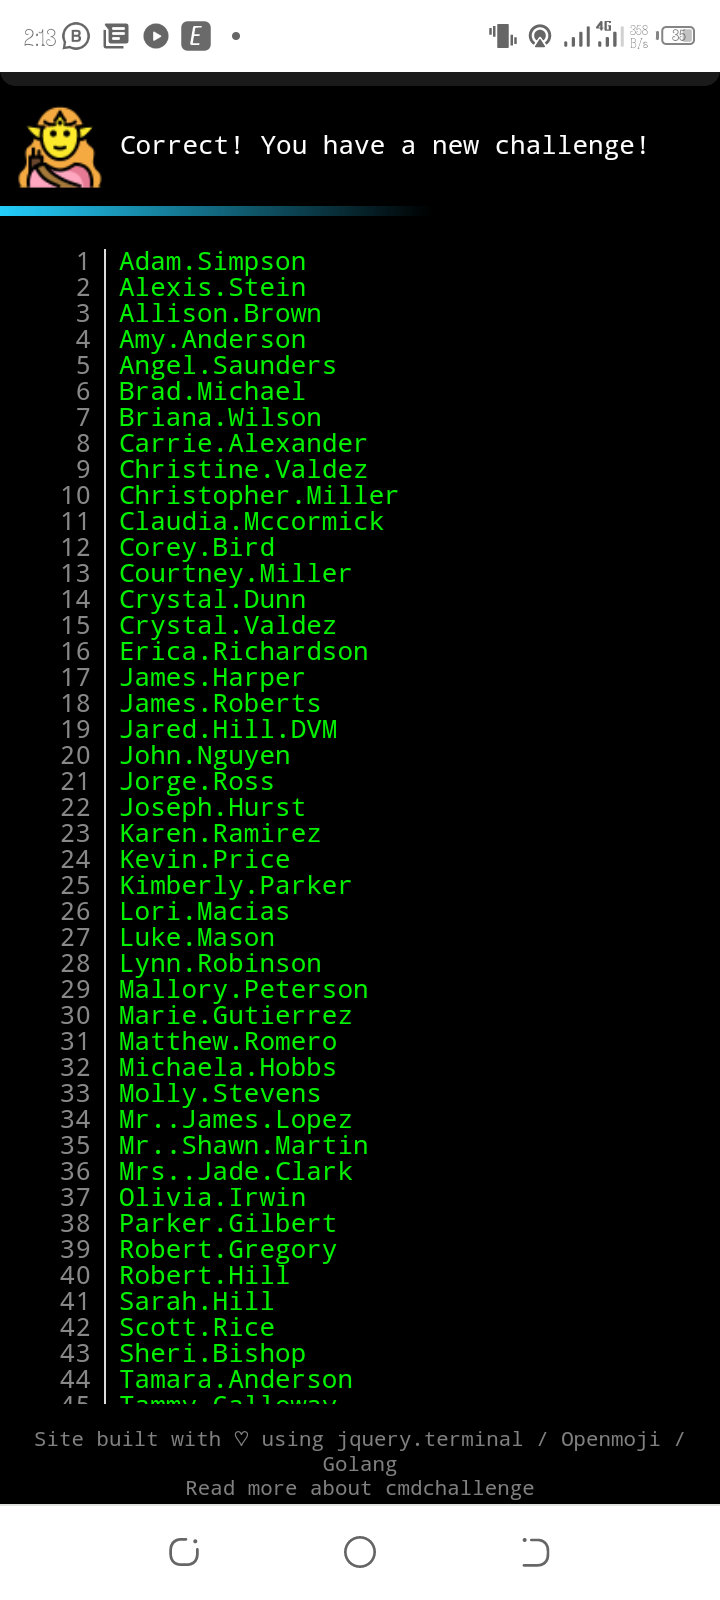 2:13 B E 4G 358 B/s 35
Correct! You have a new challenge!
1 Adam.Simpson
2 Alexis.Stein
3 Allison.Brown
4 Amy.Anderson
5 Angel.Saunders
6 Brad.Michael
7 Briana.Wilson
8 Carrie.Alexander
9 Christine.Valdez
10 Christopher.Miller
11 Claudia.Mccormick
12 Corey.Bird
13 Courtney.Miller
14 Crystal.Dunn
15 Crystal.Valdez
16 Erica.Richardson
17 James.Harper
18 James.Roberts
19 Jared.Hill.DVM
20 John.Nguyen
21 Jorge.Ross
22 Joseph.Hurst
23 Karen.Ramirez
24 Kevin.Price
25 Kimberly.Parker
26 Lori.Macias
27 Luke.Mason
28 Lynn.Robinson
29 Mallory.Peterson
30 Marie.Gutierrez
31 Matthew.Romero
32 Michaela.Hobbs
33 Molly.Stevens
34 Mr..James.Lopez
35 Mr..Shawn.Martin
36 Mrs..Jade.Clark
37 Olivia.Irwin
38 Parker.Gilbert
39 Robert.Gregory
40 Robert.Hill
41 Sarah.Hill
42 Scott.Rice
43 Sheri.Bishop
44 Tamara.Anderson
45 Tammy.Calloway
Site built with ♡ using jquery.terminal / Openmoji /
Golang
Read more about cmdchallenge